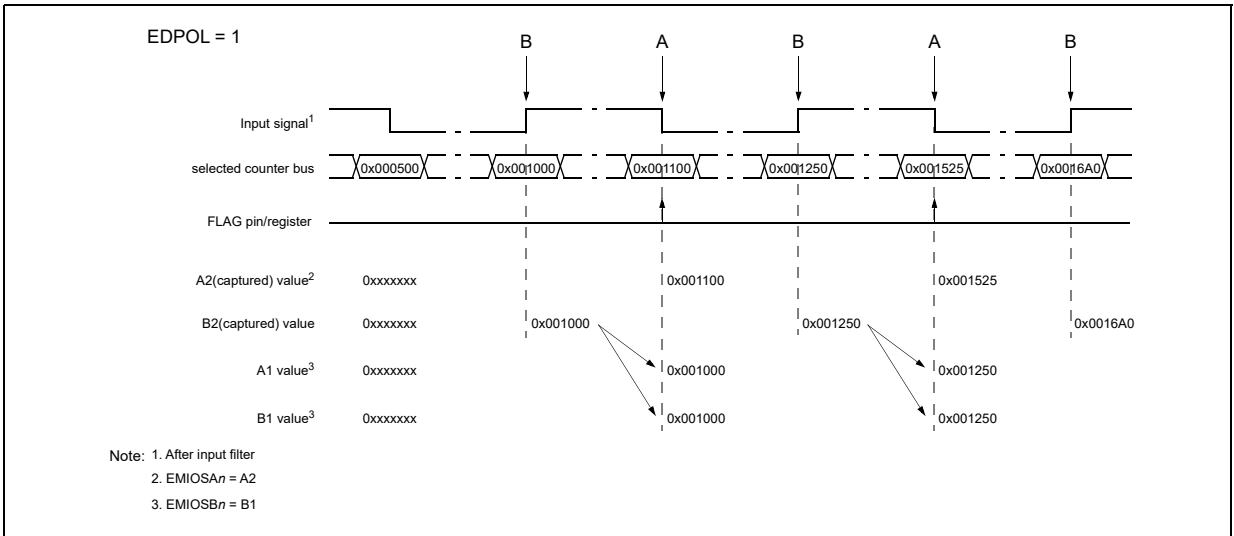 EDPOL = 1
B A B A B
Input signal1
selected counter bus 0x000500 0x001000 0x001100 0x001250 0x001525 0x0016A0
FLAG pin/register
A2(captured) value2 0xxxxxxx 0x001100 0x001525
B2(captured) value 0xxxxxxx 0x001000 0x001250 0x0016A0
A1 value3 0xxxxxxx 0x001000 0x001250
B1 value3 0xxxxxxx 0x001000 0x001250
Note: 1. After input filter
2. EMIOSAn = A2
3. EMIOSBn = B1